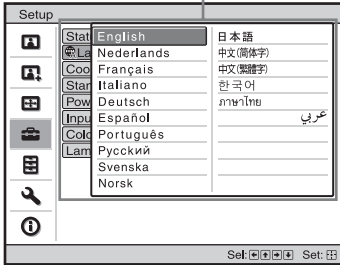 Setup
Stat
La
Coo
Star
Pow
Inpu
Colo
Lam
English
Nederlands
Français
Italiano
Deutsch
Español
Português
Русский
Svenska
Norsk
日本語
中文(简体字)
中文(繁體字)
한국어
ภาษาไทย
عربي
Sel: Set: